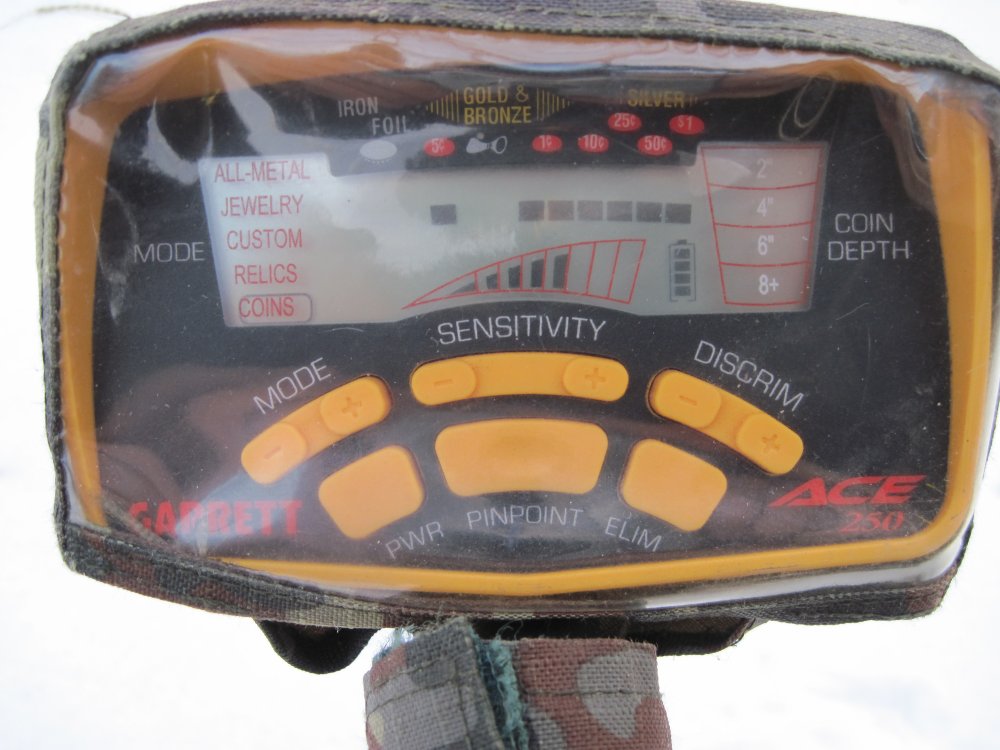 IRON
FOIL
GOLD &
BRONZE
SILVER
5¢
1¢
10¢
25¢
50¢
$1
MODE
ALL-METAL
JEWELRY
CUSTOM
RELICS
COINS
2"
4"
6"
8+
COIN
DEPTH
MODE
SENSITIVITY
DISCRIM
- +
- +
- +
PWR
PINPOINT
ELIM
GARRETT
ACE
250